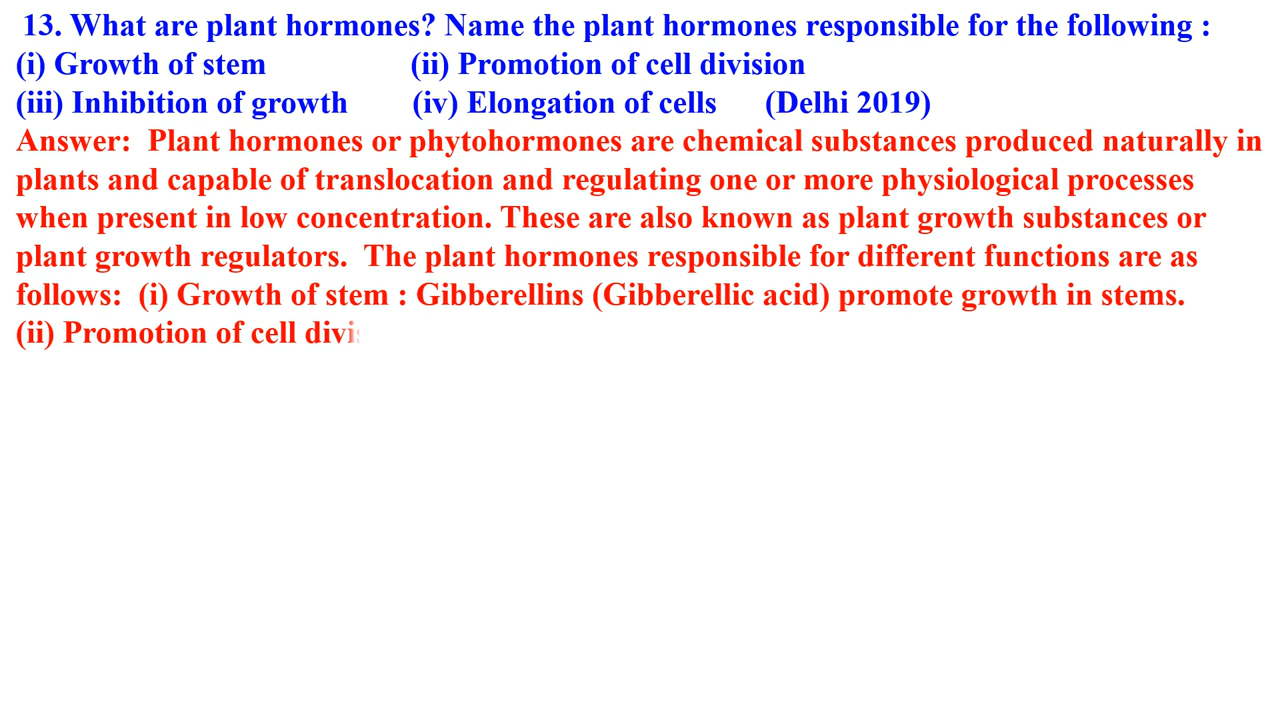 13. What are plant hormones? Name the plant hormones responsible for the following :
(i) Growth of stem (ii) Promotion of cell division
(iii) Inhibition of growth (iv) Elongation of cells (Delhi 2019)
Answer: Plant hormones or phytohormones are chemical substances produced naturally in
plants and capable of translocation and regulating one or more physiological processes
when present in low concentration. These are also known as plant growth substances or
plant growth regulators. The plant hormones responsible for different functions are as
follows: (i) Growth of stem : Gibberellins (Gibberellic acid) promote growth in stems.
(ii) Promotion of cell divis